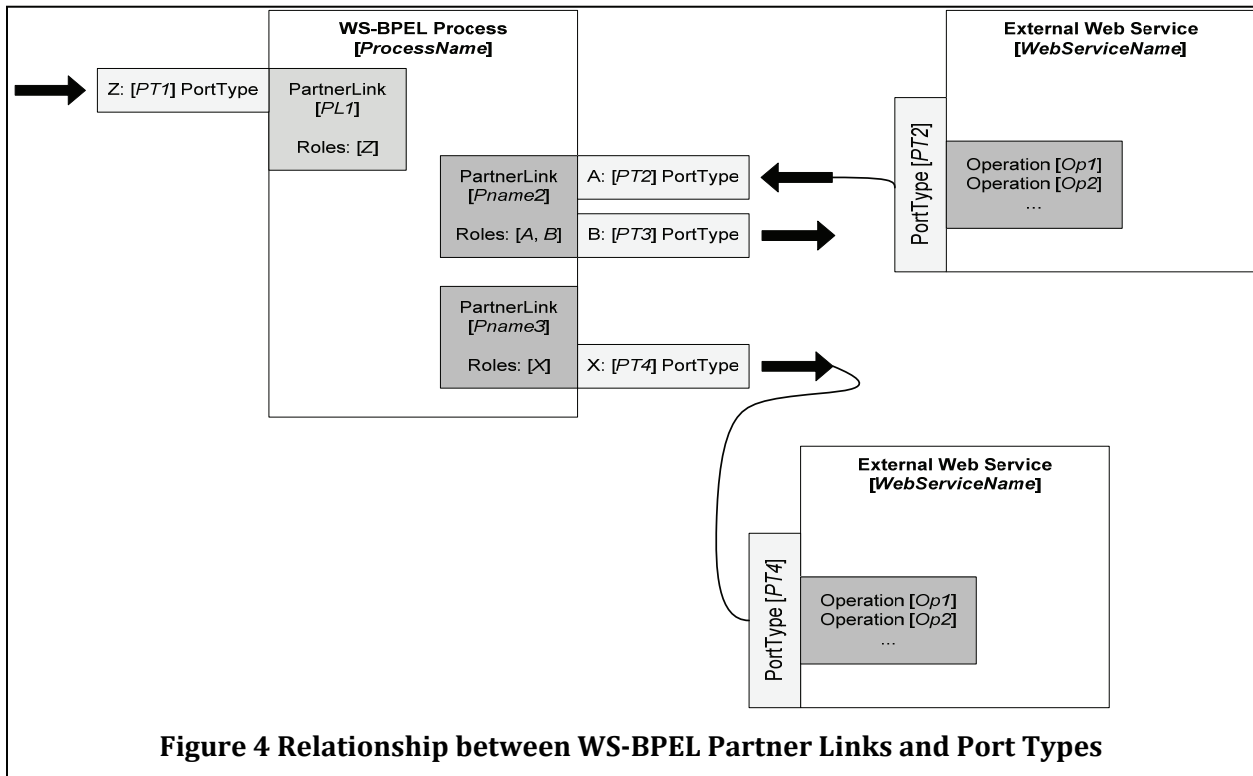 WS-BPEL Process
[ProcessName]
Z: [PT1] PortType
PartnerLink
[PL1]
Roles: [Z]
PartnerLink
[Pname2]
Roles: [A, B]
A: [PT2] PortType
B: [PT3] PortType
PartnerLink
[Pname3]
Roles: [X]
X: [PT4] PortType
External Web Service
[WebServiceName]
PortType [PT2]
Operation [Op1]
Operation [Op2]
...
External Web Service
[WebServiceName]
PortType [PT4]
Operation [Op1]
Operation [Op2]
...
Figure 4 Relationship between WS-BPEL Partner Links and Port Types